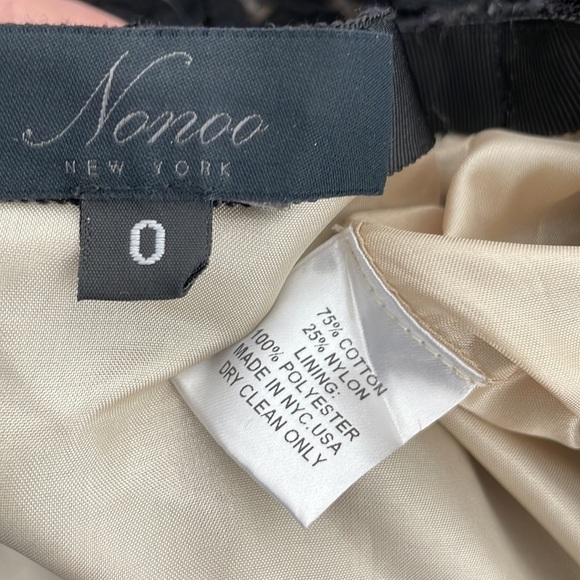 Nonoo
NEW YORK
0
75% COTTON
25% NYLON
LINING:
100% POLYESTER
MADE IN NYC.USA
DRY CLEAN ONLY